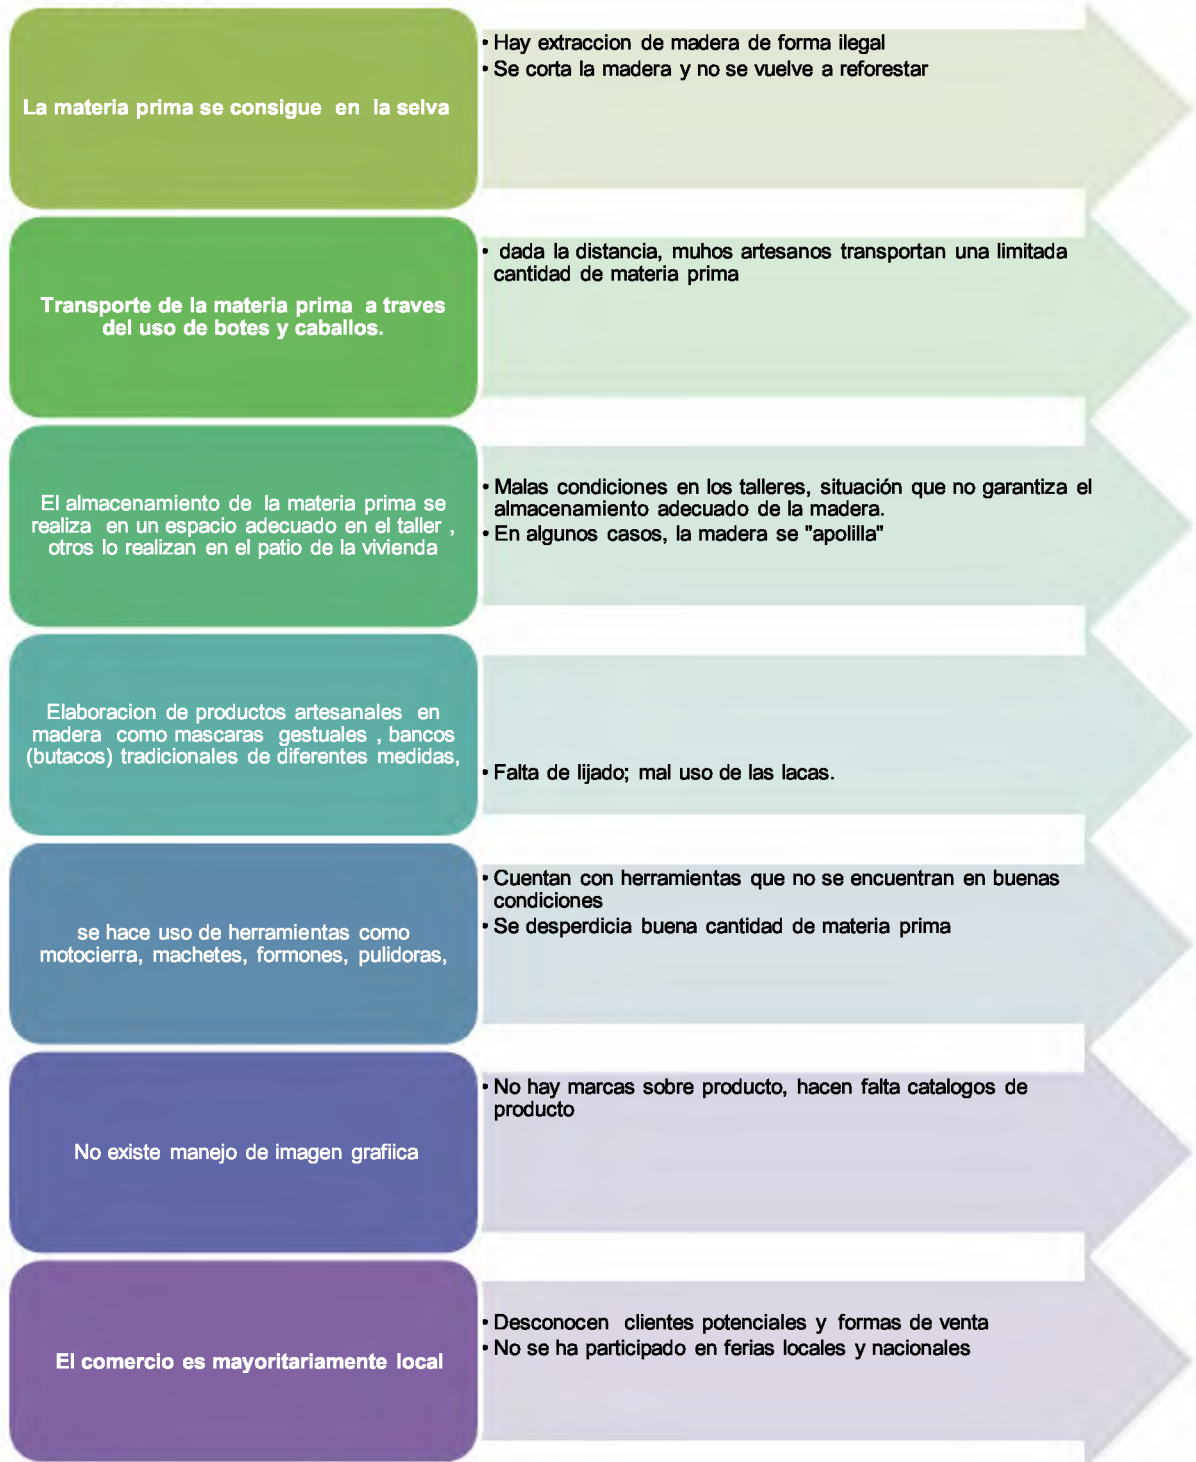 La materia prima se consigue en la selva
• Hay extraccion de madera de forma ilegal
• Se corta la madera y no se vuelve a reforestar
Transporte de la materia prima a traves
del uso de botes y caballos.
• dada la distancia, muhos artesanos transportan una limitada
cantidad de materia prima
El almacenamiento de la materia prima se
realiza en un espacio adecuado en el taller ,
otros lo realizan en el patio de la vivienda
• Malas condiciones en los talleres, situación que no garantiza el
almacenamiento adecuado de la madera.
• En algunos casos, la madera se "apolilla"
Elaboracion de productos artesanales en
madera como mascaras gestuales , bancos
(butacos) tradicionales de diferentes medidas,
• Falta de lijado; mal uso de las lacas.
se hace uso de herramientas como
motocierra, machetes, formones, pulidoras,
• Cuentan con herramientas que no se encuentran en buenas
condiciones
• Se desperdicia buena cantidad de materia prima
No existe manejo de imagen grafiica
• No hay marcas sobre producto, hacen falta catalogos de
producto
El comercio es mayoritariamente local
• Desconocen clientes potenciales y formas de venta
• No se ha participado en ferias locales y nacionales